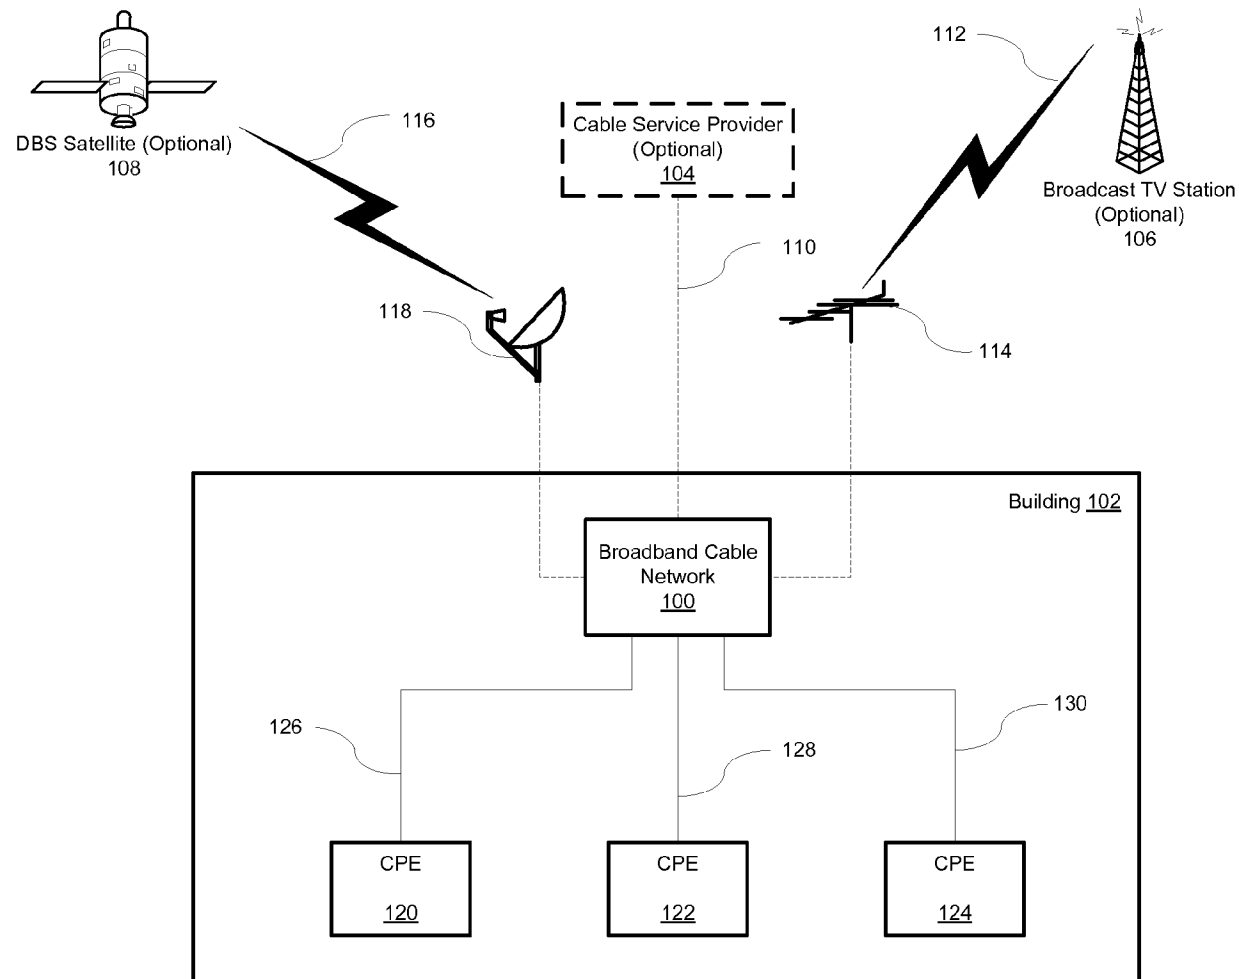 112
116
Cable Service Provider
(Optional)
104
DBS Satellite (Optional)
108
Broadcast TV Station
(Optional)
106
110
118
114
Building 102
Broadband Cable
Network
100
126
130
128
CPE
120
CPE
122
CPE
124